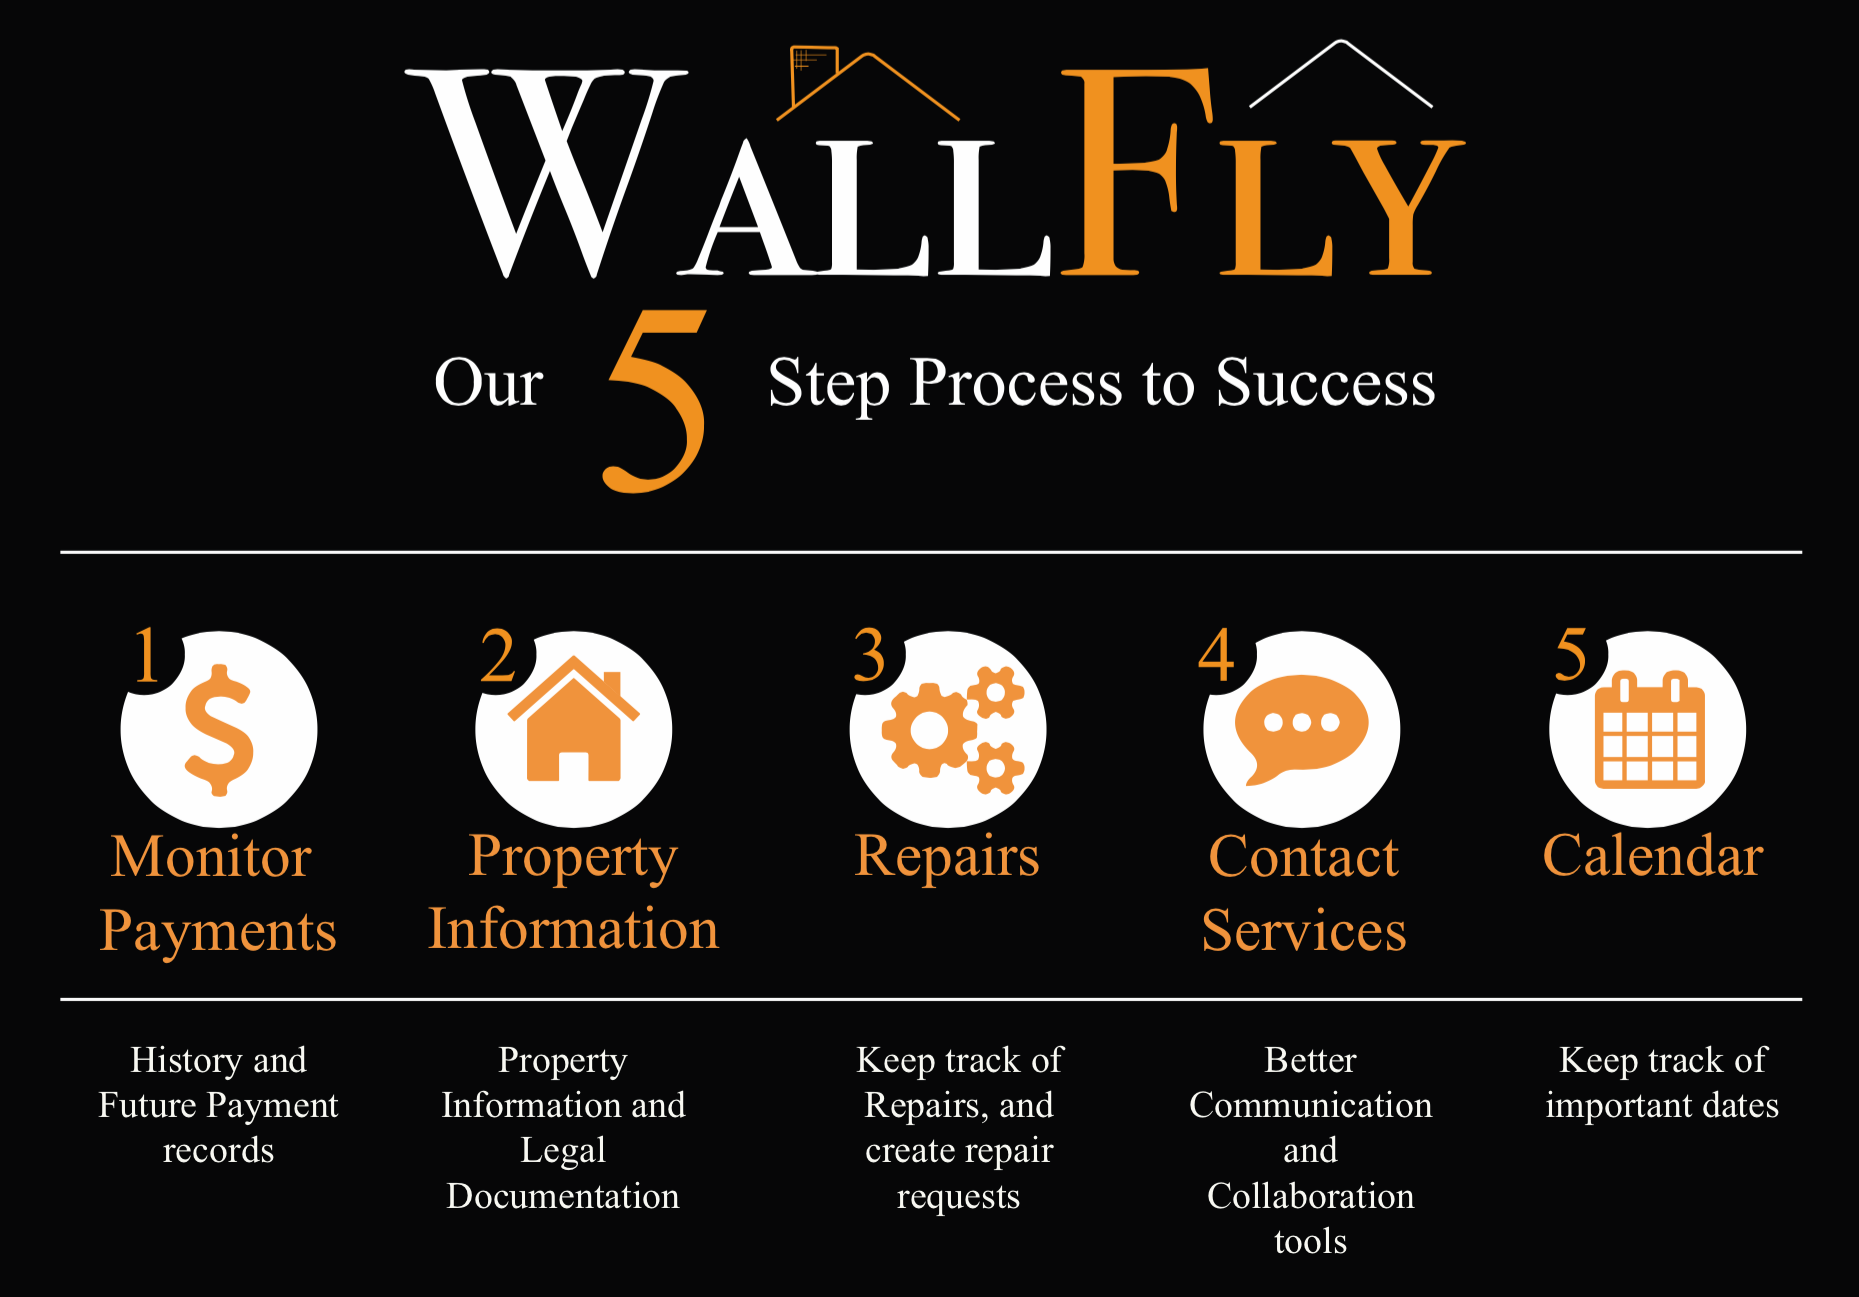 WALLFLY
Our 5 Step Process to Success
1
2
3
4
5
Monitor
Payments
Property
Information
Repairs
Contact
Services
Calendar
History and
Future Payment
records
Property
Information and
Legal
Documentation
Keep track of
Repairs, and
create repair
requests
Better
Communication
and
Collaboration
tools
Keep track of
important dates